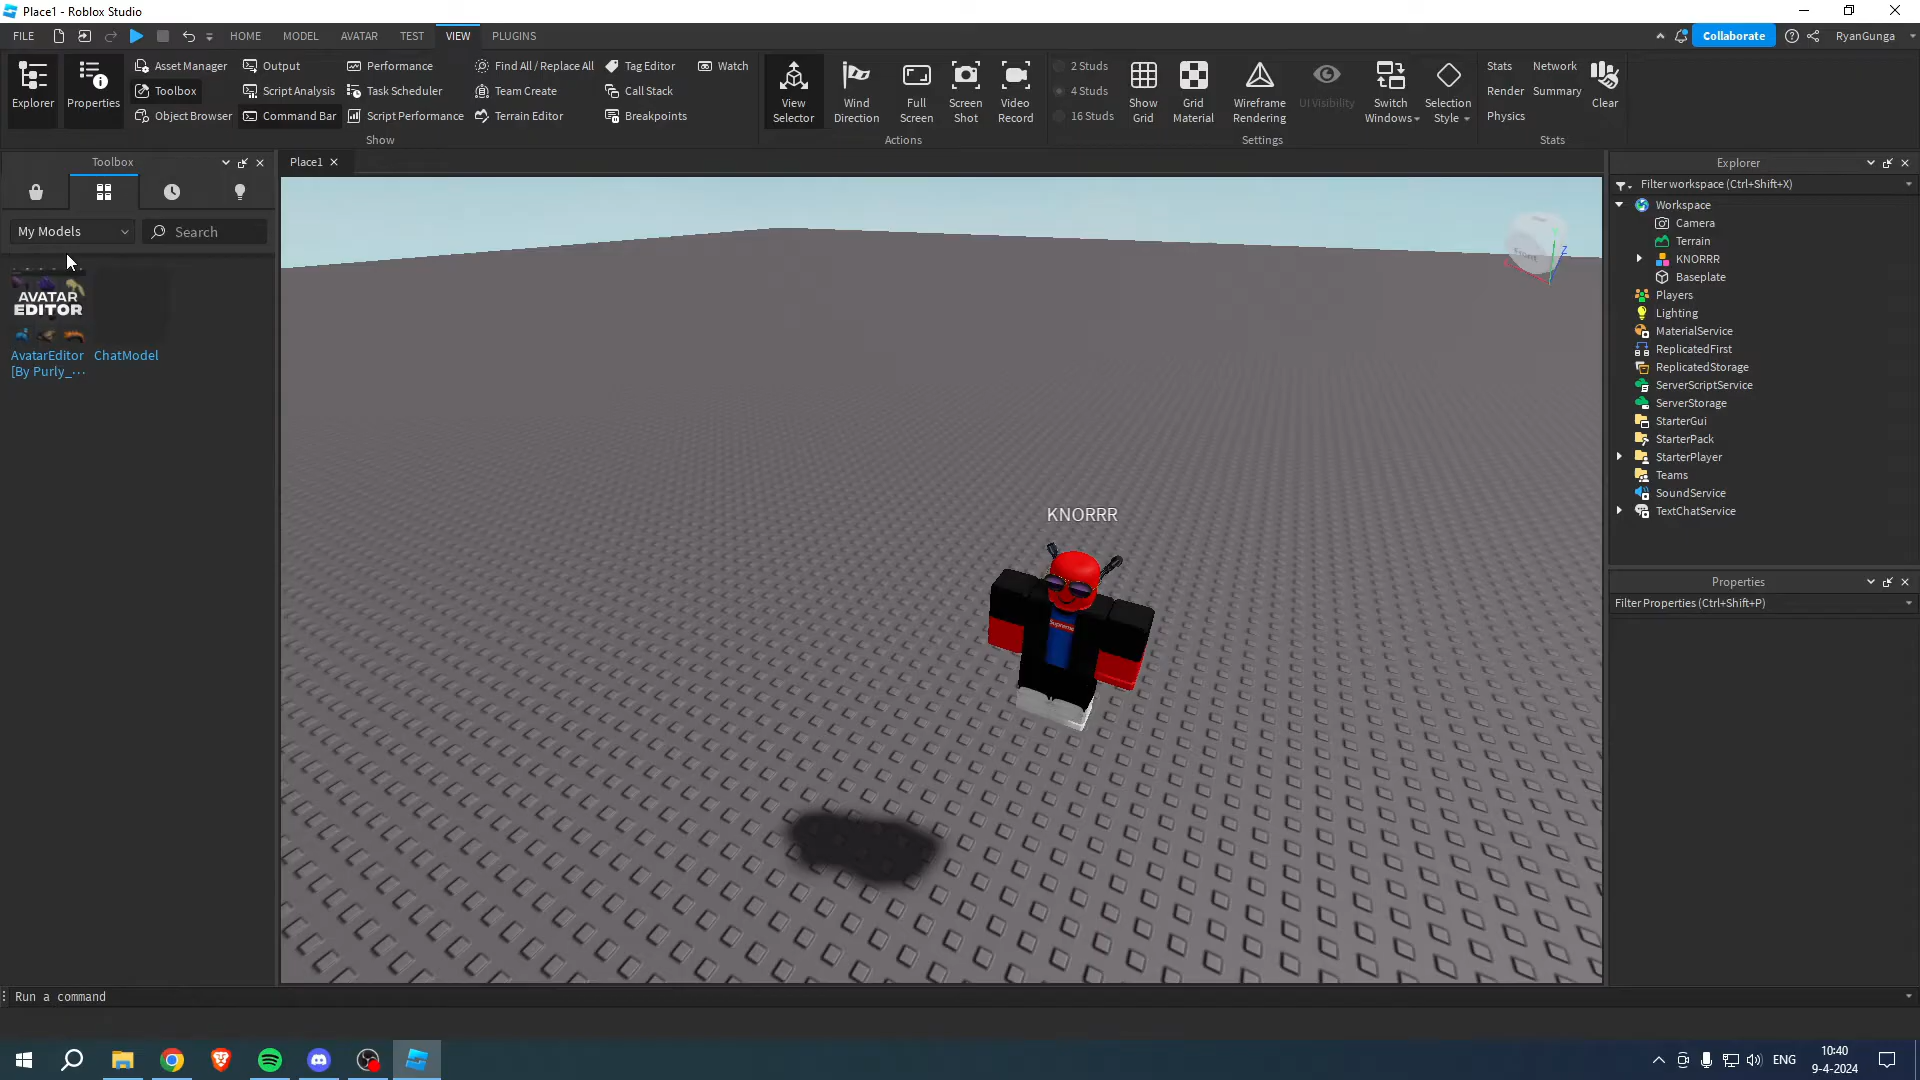 Place1 - Roblox Studio
FILE
HOME
MODEL
AVATAR
TEST
VIEW
PLUGINS
Collaborate
RyanGunga
Explorer
Properties
Asset Manager
Toolbox
Object Browser
Output
Script Analysis
Command Bar
Performance
Task Scheduler
Script Performance
Find All / Replace All
Team Create
Terrain Editor
Tag Editor
Call Stack
Breakpoints
Watch
Show
View
Selector
Wind
Direction
Full
Screen
Screen
Shot
Video
Record
Actions
2 Studs
4 Studs
16 Studs
Show
Grid
Grid
Material
Wireframe
Rendering
UI Visibility
Switch
Windows
Selection
Style
Settings
Stats
Render
Physics
Network
Summary
Clear
Stats
Toolbox
My Models
Search
AVATAR
EDITOR
AvatarEditor
[By Purly_...
ChatModel
Place1
KNORRR
Supreme
Explorer
Filter workspace (Ctrl+Shift+X)
Workspace
Camera
Terrain
KNORRR
Baseplate
Players
Lighting
MaterialService
ReplicatedFirst
ReplicatedStorage
ServerScriptService
ServerStorage
StarterGui
StarterPack
StarterPlayer
Teams
SoundService
TextChatService
Properties
Filter Properties (Ctrl+Shift+P)
Run a command
ENG
10:40
9-4-2024